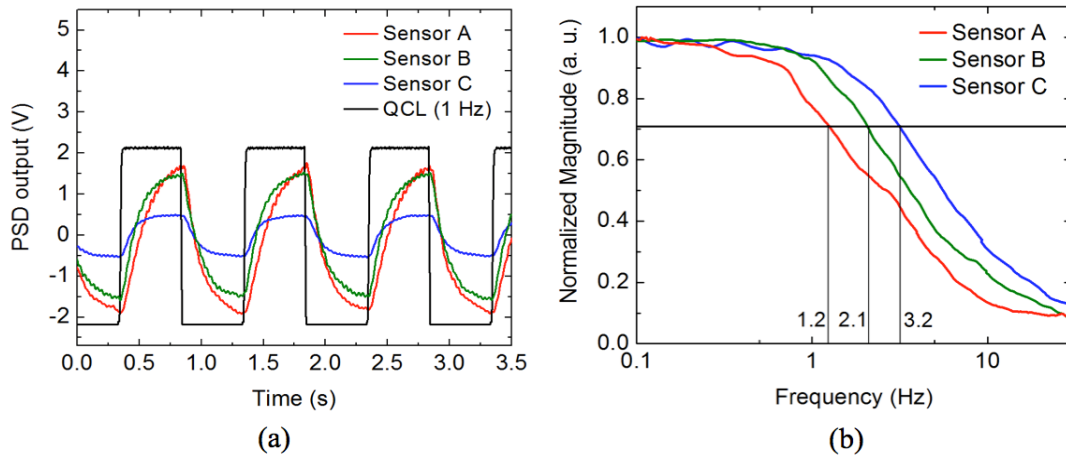 PSD output (V)
5
4
3
2
1
0
-1
-2
Sensor A
Sensor B
Sensor C
QCL (1 Hz)
0.0 0.5 1.0 1.5 2.0 2.5 3.0 3.5
Time (s)
(a)
Normalized Magnitude (a. u.)
1.0
0.8
0.6
0.4
0.2
0.0
Sensor A
Sensor B
Sensor C
1.2 2.1 3.2
0.1 1 10
Frequency (Hz)
(b)